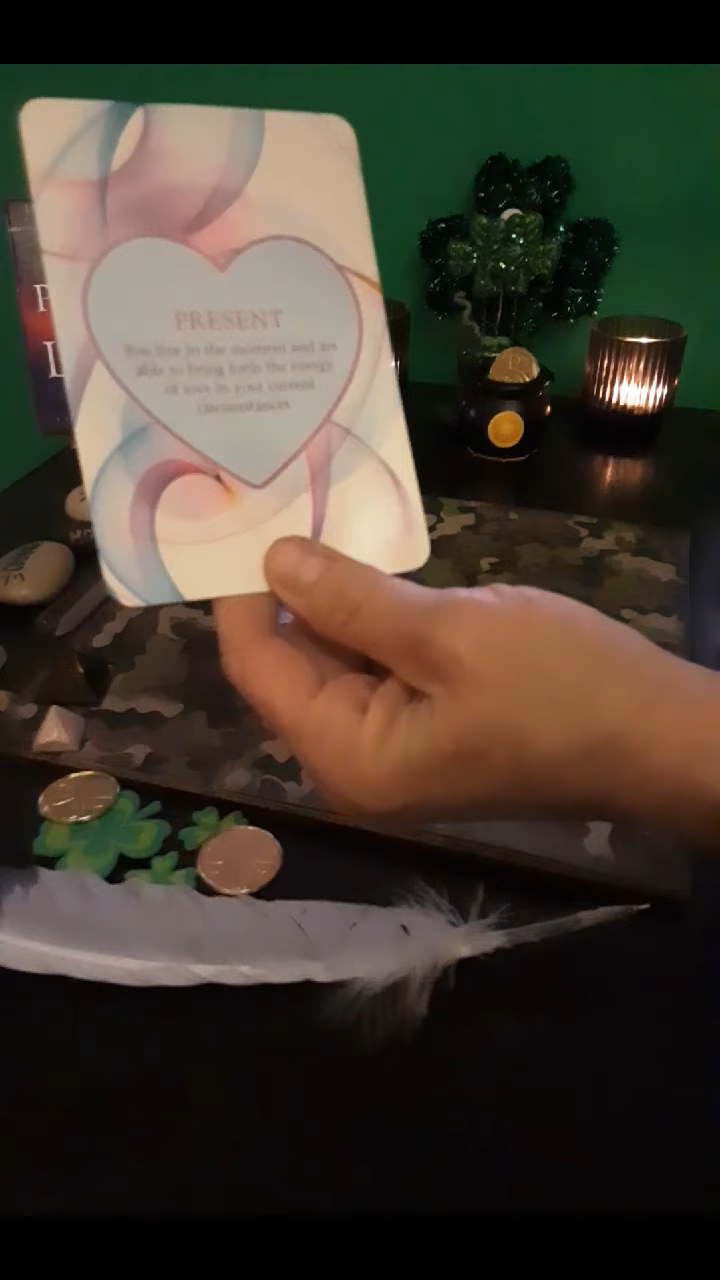 PRESENT
You live in the moment and are
able to bring forth the energy
of love in your current
circumstances
P
L